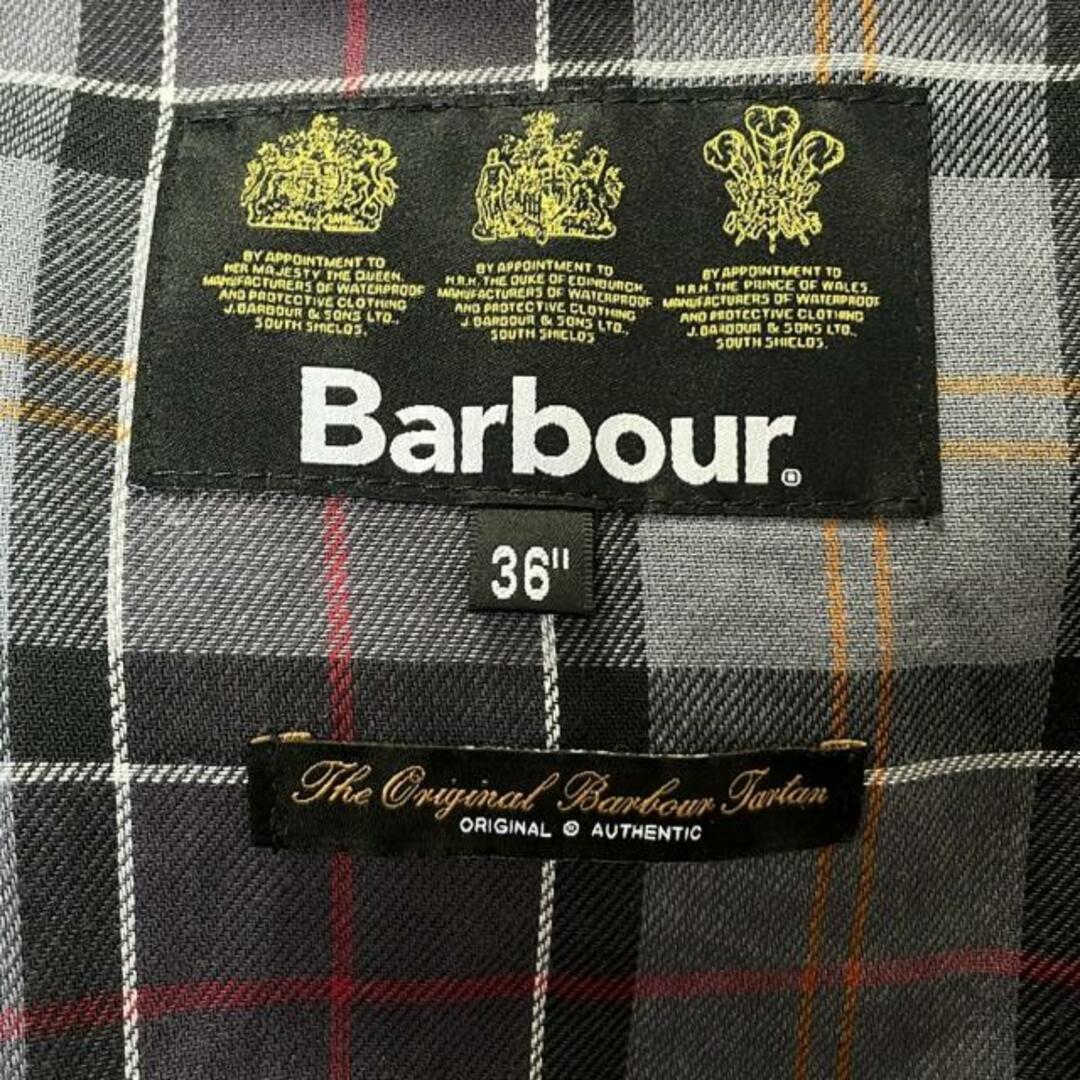 BY APPOINTMENT TO
HER MAJESTY THE QUEEN.
MANUFACTURERS OF WATERPROOF
AND PROTECTIVE CLOTHING
J. BARBOUR & SONS LTD.,
SOUTH SHIELDS.
BY APPOINTMENT TO
H.R.H. THE DUKE OF EDINBURGH
MANUFACTURERS OF WATERPROOF
AND PROTECTIVE CLOTHING
J. BARBOUR & SONS LTD.
SOUTH SHIELDS
BY APPOINTMENT TO
H.R.H. THE PRINCE OF WALES.
MANUFACTURERS OF WATERPROOF
AND PROTECTIVE CLOTHING
J. BARBOUR & SONS LTD.
SOUTH SHIELDS.
Barbour®
36"
The Original Barbour Tartan
ORIGINAL ® AUTHENTIC